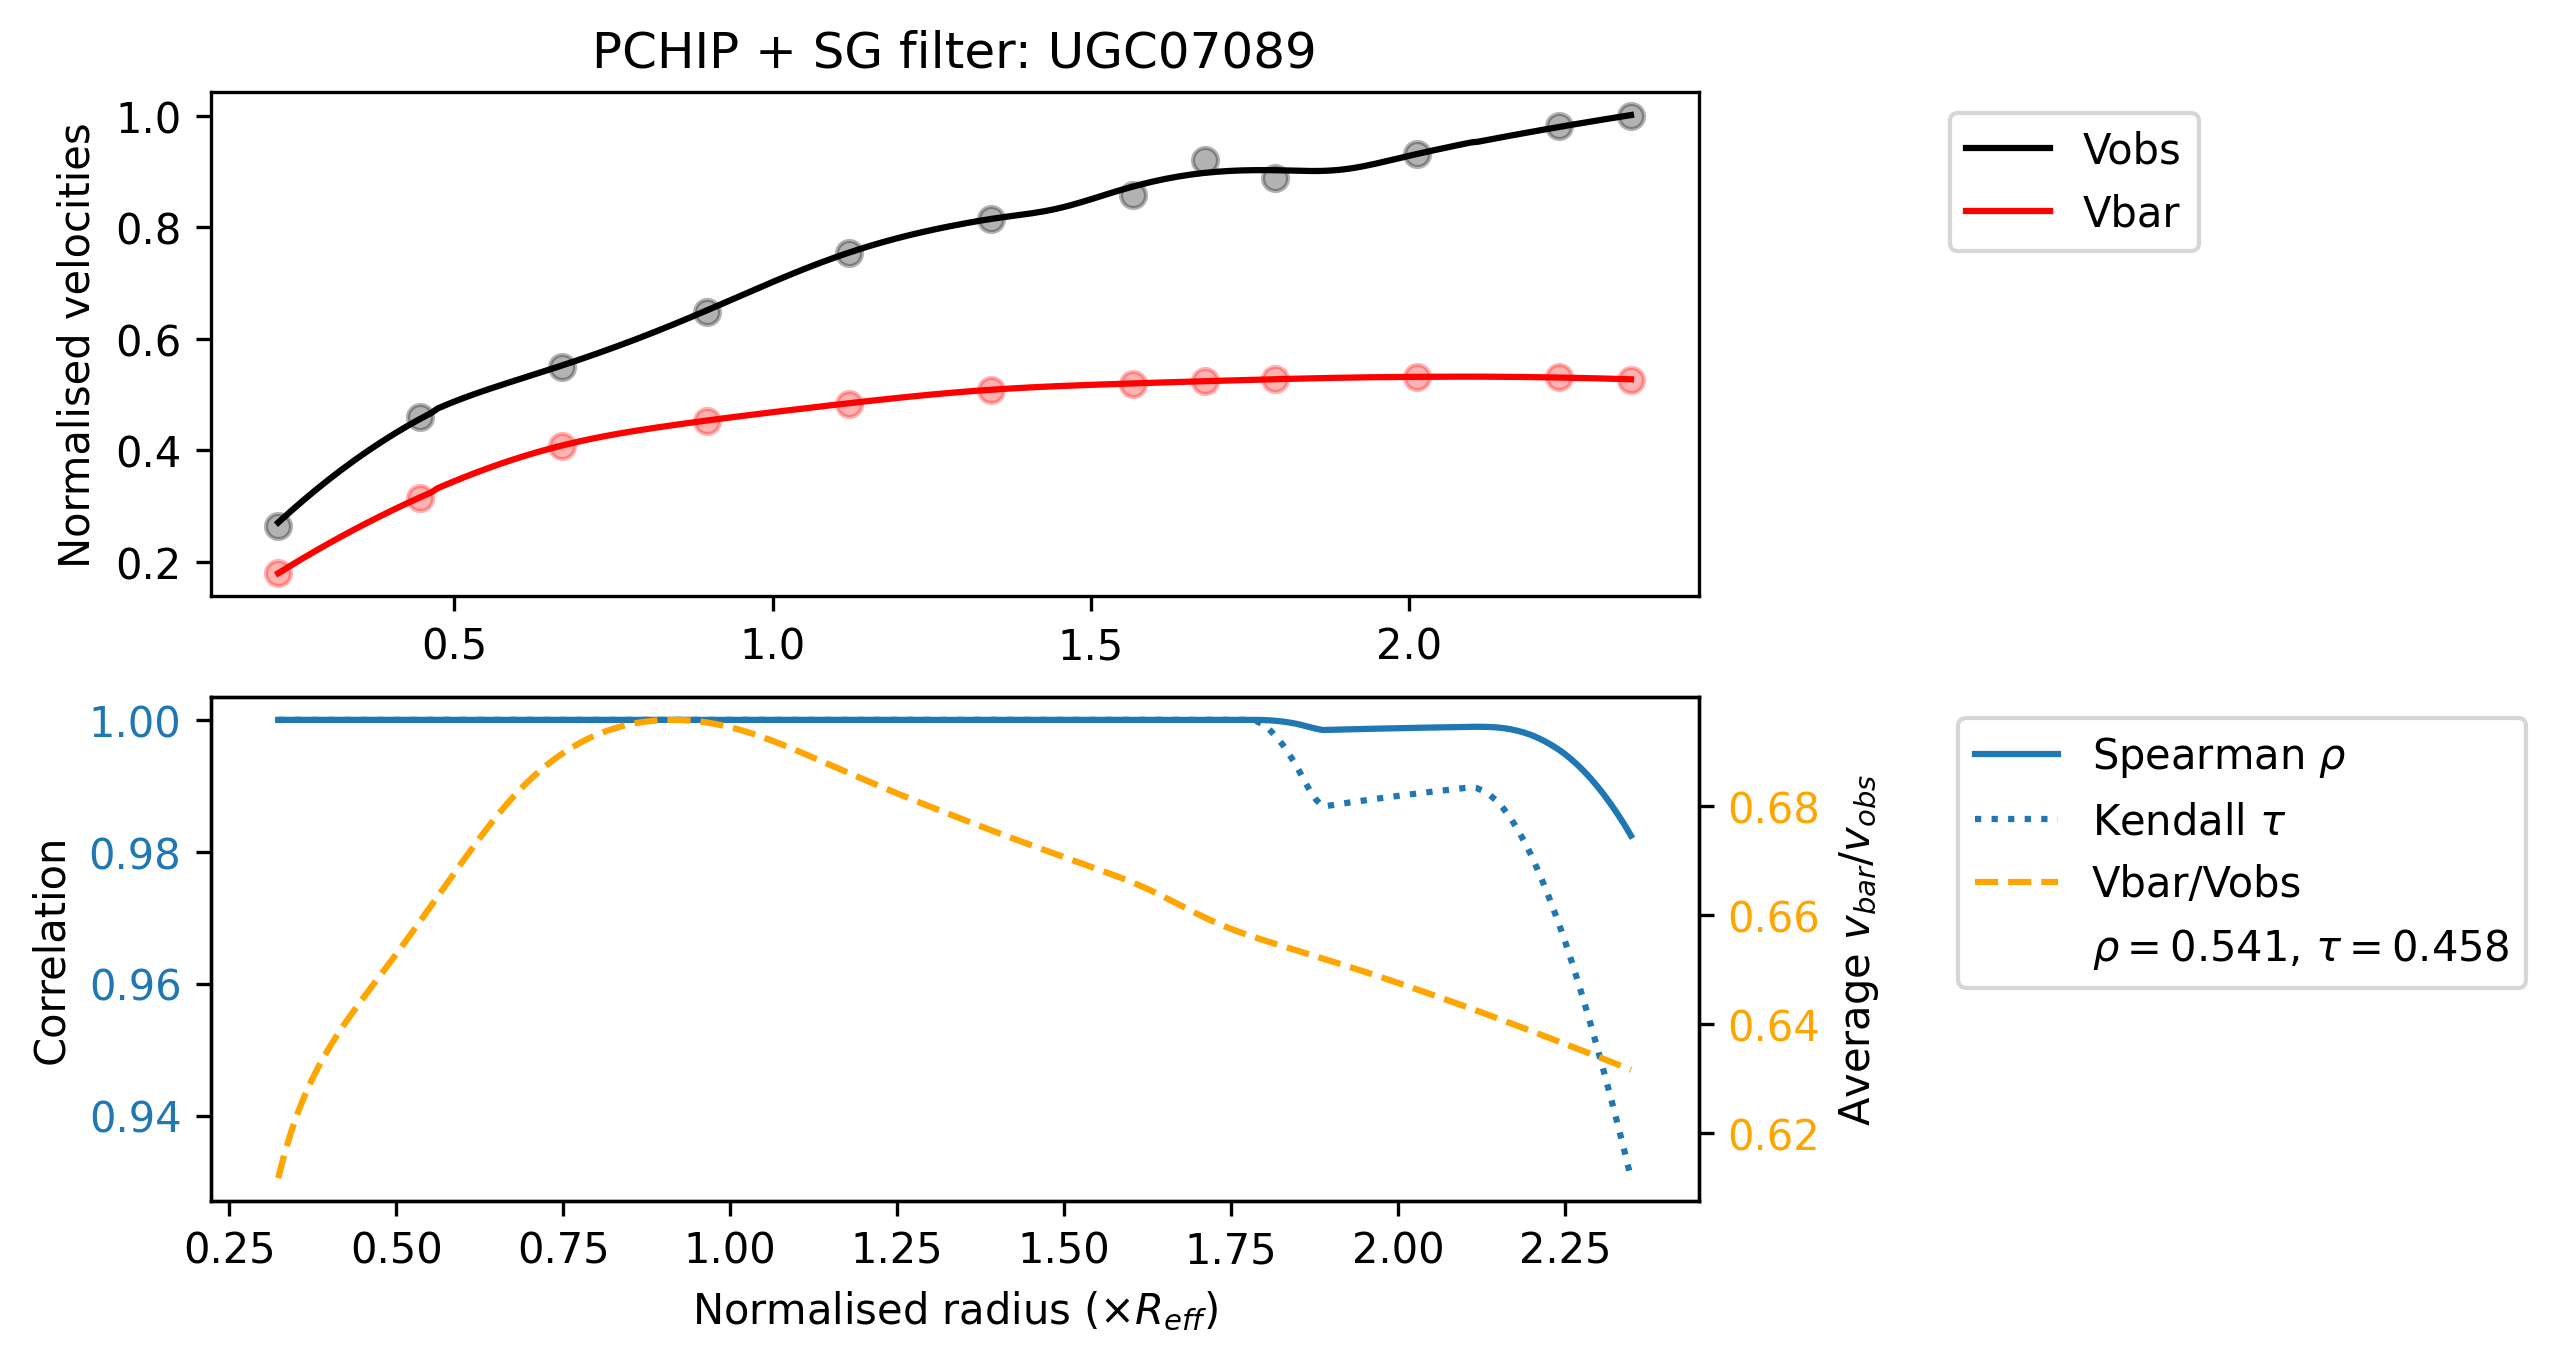 PCHIP + SG filter: UGC07089
Normalised velocities
1.0
0.8
0.6
0.4
0.2
0.5 1.0 1.5 2.0
Vobs
Vbar
Correlation
1.00
0.98
0.96
0.94
0.68
0.66
0.64
0.62
Average v_bar/v_obs
0.25 0.50 0.75 1.00 1.25 1.50 1.75 2.00 2.25
Normalised radius (×R_eff)
Spearman ρ
Kendall τ
Vbar/Vobs
ρ = 0.541, τ = 0.458